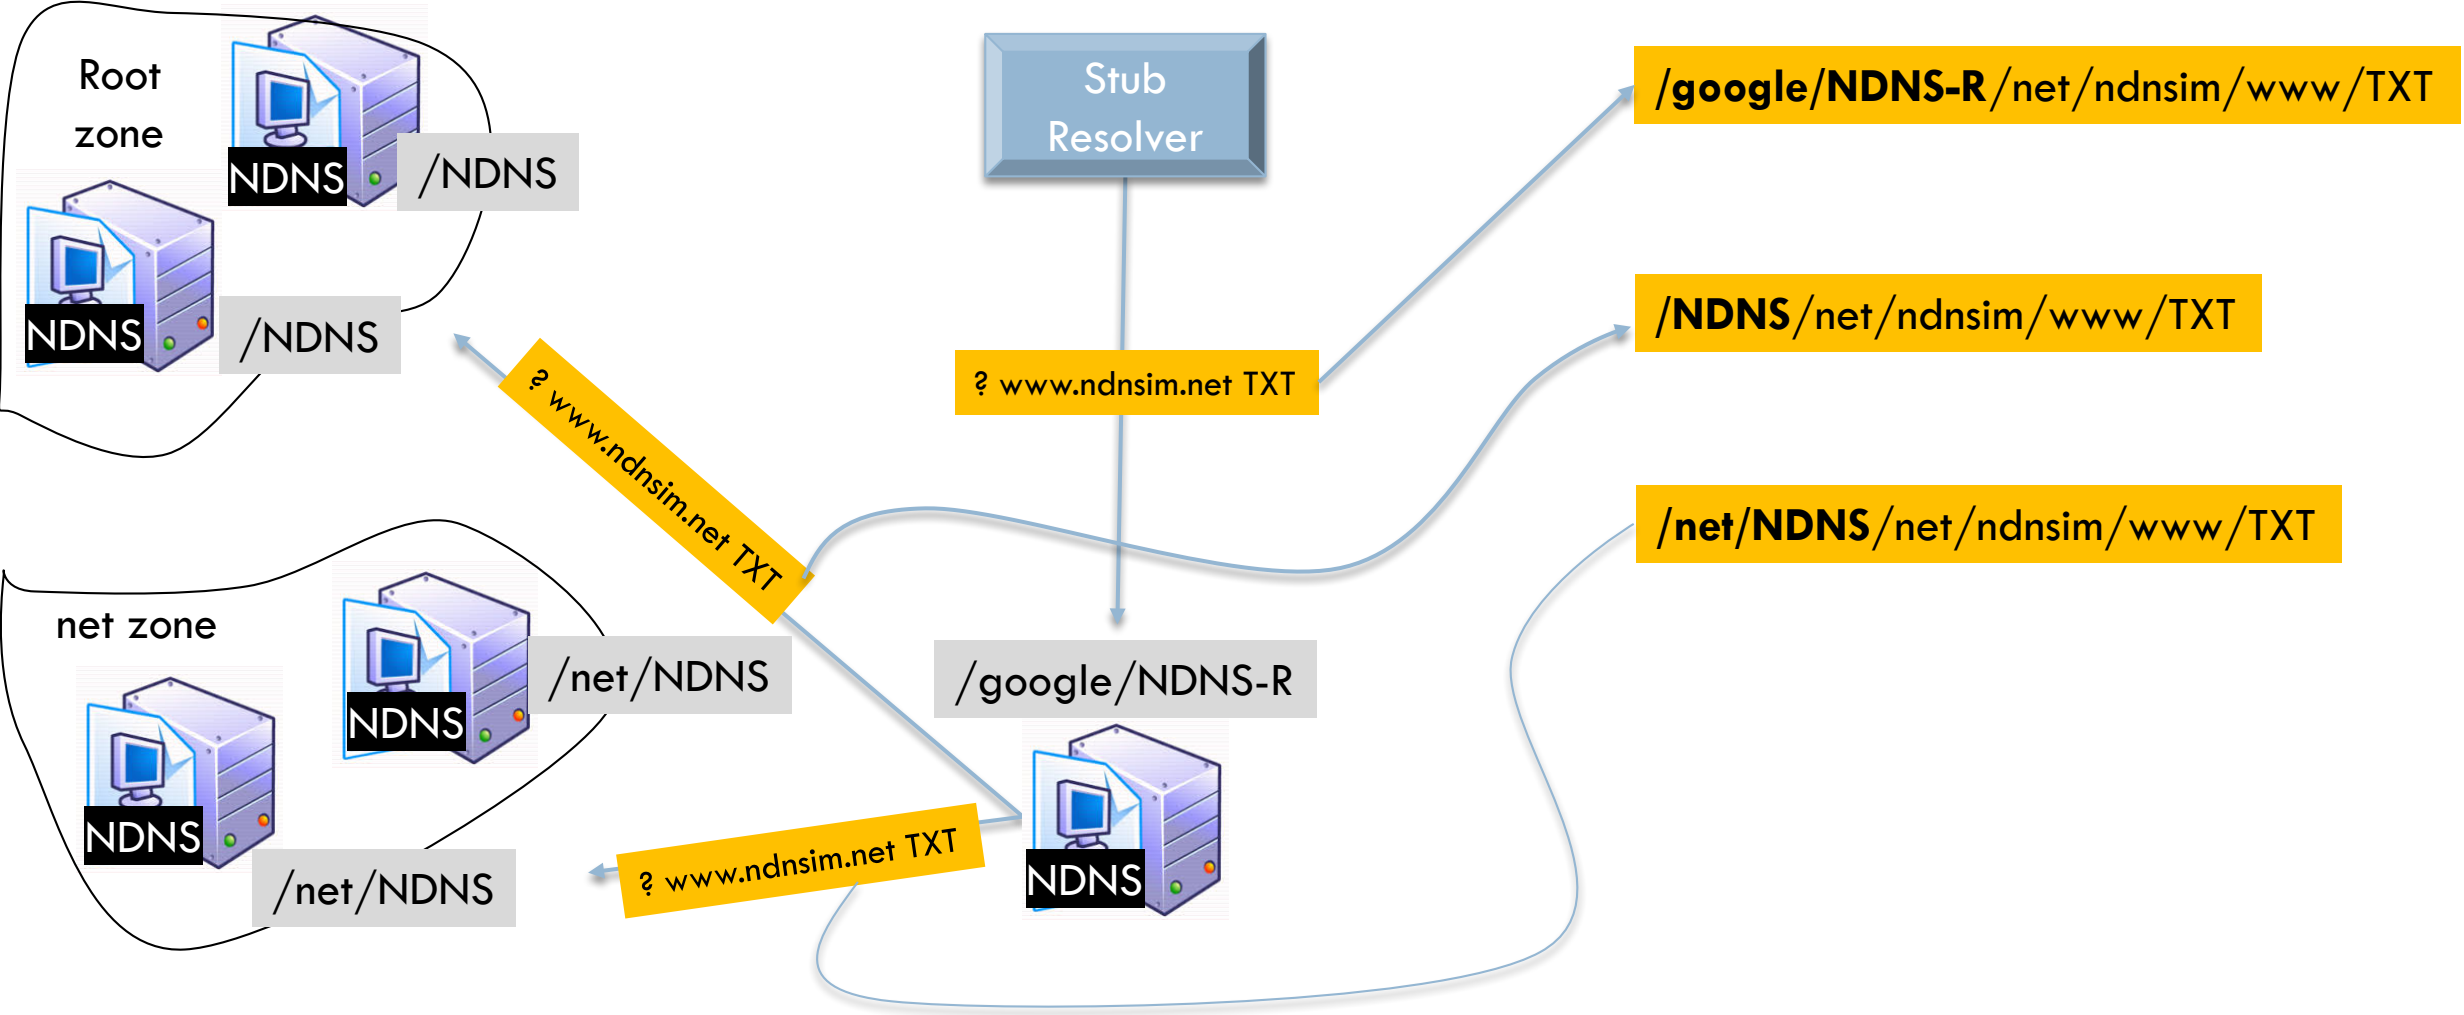 Root
zone
NDNS
/NDNS
NDNS
/NDNS
Stub
Resolver
? www.ndnsim.net TXT
/google/NDNS-R/net/ndnsim/www/TXT
/NDNS/net/ndnsim/www/TXT
/net/NDNS/net/ndnsim/www/TXT
? www.ndnsim.net TXT
net zone
NDNS
/net/NDNS
NDNS
/net/NDNS
/google/NDNS-R
NDNS
? www.ndnsim.net TXT